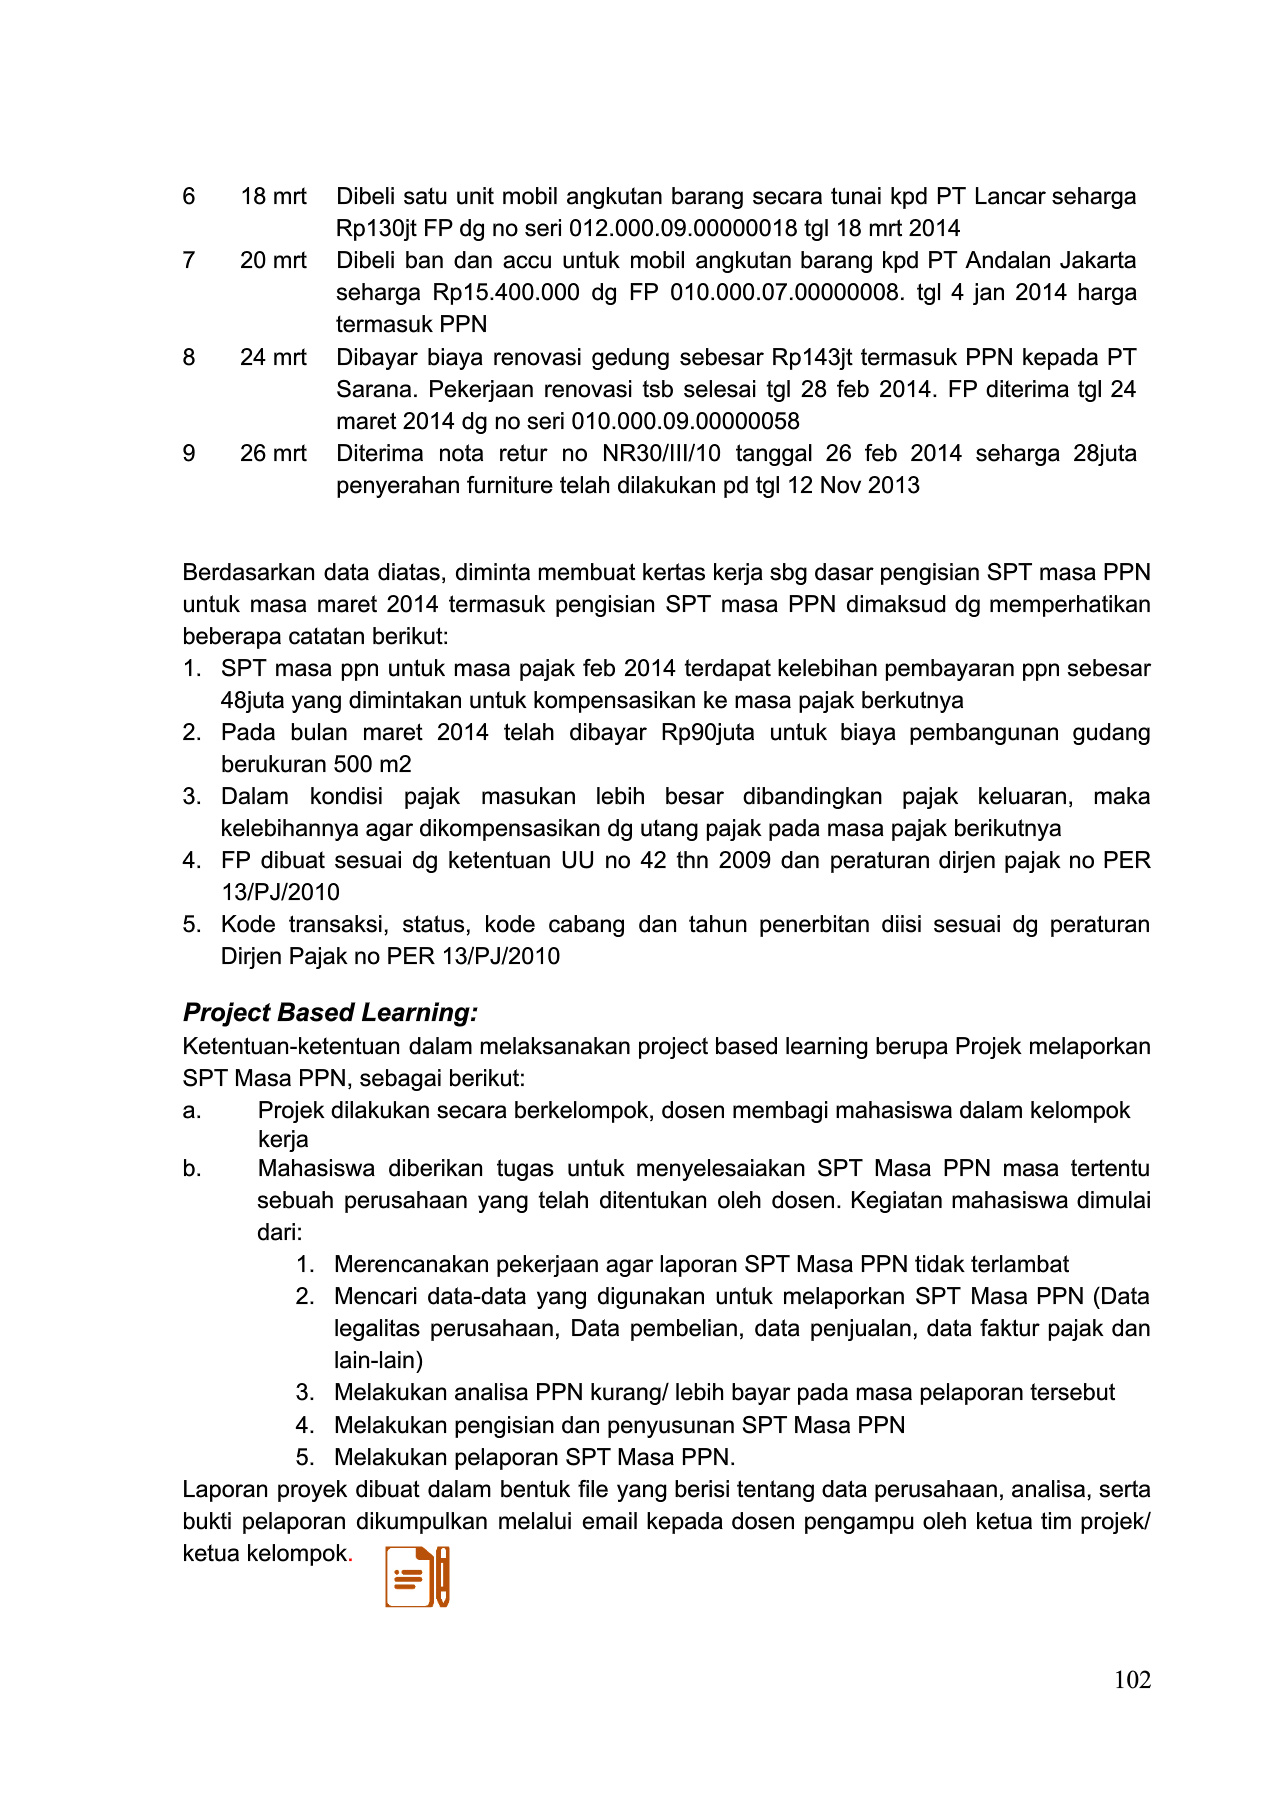 6 18 mrt Dibeli satu unit mobil angkutan barang secara tunai kpd PT Lancar seharga
Rp130jt FP dg no seri 012.000.09.00000018 tgl 18 mrt 2014
7 20 mrt Dibeli ban dan accu untuk mobil angkutan barang kpd PT Andalan Jakarta
seharga Rp15.400.000 dg FP 010.000.07.00000008. tgl 4 jan 2014 harga
termasuk PPN
8 24 mrt Dibayar biaya renovasi gedung sebesar Rp143jt termasuk PPN kepada PT
Sarana. Pekerjaan renovasi tsb selesai tgl 28 feb 2014. FP diterima tgl 24
maret 2014 dg no seri 010.000.09.00000058
9 26 mrt Diterima nota retur no NR30/III/10 tanggal 26 feb 2014 seharga 28juta
penyerahan furniture telah dilakukan pd tgl 12 Nov 2013
Berdasarkan data diatas, diminta membuat kertas kerja sbg dasar pengisian SPT masa PPN
untuk masa maret 2014 termasuk pengisian SPT masa PPN dimaksud dg memperhatikan
beberapa catatan berikut:
1. SPT masa ppn untuk masa pajak feb 2014 terdapat kelebihan pembayaran ppn sebesar
48juta yang dimintakan untuk kompensasikan ke masa pajak berkutnya
2. Pada bulan maret 2014 telah dibayar Rp90juta untuk biaya pembangunan gudang
berukuran 500 m2
3. Dalam kondisi pajak masukan lebih besar dibandingkan pajak keluaran, maka
kelebihannya agar dikompensasikan dg utang pajak pada masa pajak berikutnya
4. FP dibuat sesuai dg ketentuan UU no 42 thn 2009 dan peraturan dirjen pajak no PER
13/PJ/2010
5. Kode transaksi, status, kode cabang dan tahun penerbitan diisi sesuai dg peraturan
Dirjen Pajak no PER 13/PJ/2010
Project Based Learning:
Ketentuan-ketentuan dalam melaksanakan project based learning berupa Projek melaporkan
SPT Masa PPN, sebagai berikut:
a. Projek dilakukan secara berkelompok, dosen membagi mahasiswa dalam kelompok
kerja
b. Mahasiswa diberikan tugas untuk menyelesaiakan SPT Masa PPN masa tertentu
sebuah perusahaan yang telah ditentukan oleh dosen. Kegiatan mahasiswa dimulai
dari:
1. Merencanakan pekerjaan agar laporan SPT Masa PPN tidak terlambat
2. Mencari data-data yang digunakan untuk melaporkan SPT Masa PPN (Data
legalitas perusahaan, Data pembelian, data penjualan, data faktur pajak dan
lain-lain)
3. Melakukan analisa PPN kurang/ lebih bayar pada masa pelaporan tersebut
4. Melakukan pengisian dan penyusunan SPT Masa PPN
5. Melakukan pelaporan SPT Masa PPN.
Laporan proyek dibuat dalam bentuk file yang berisi tentang data perusahaan, analisa, serta
bukti pelaporan dikumpulkan melalui email kepada dosen pengampu oleh ketua tim projek/
ketua kelompok.
102